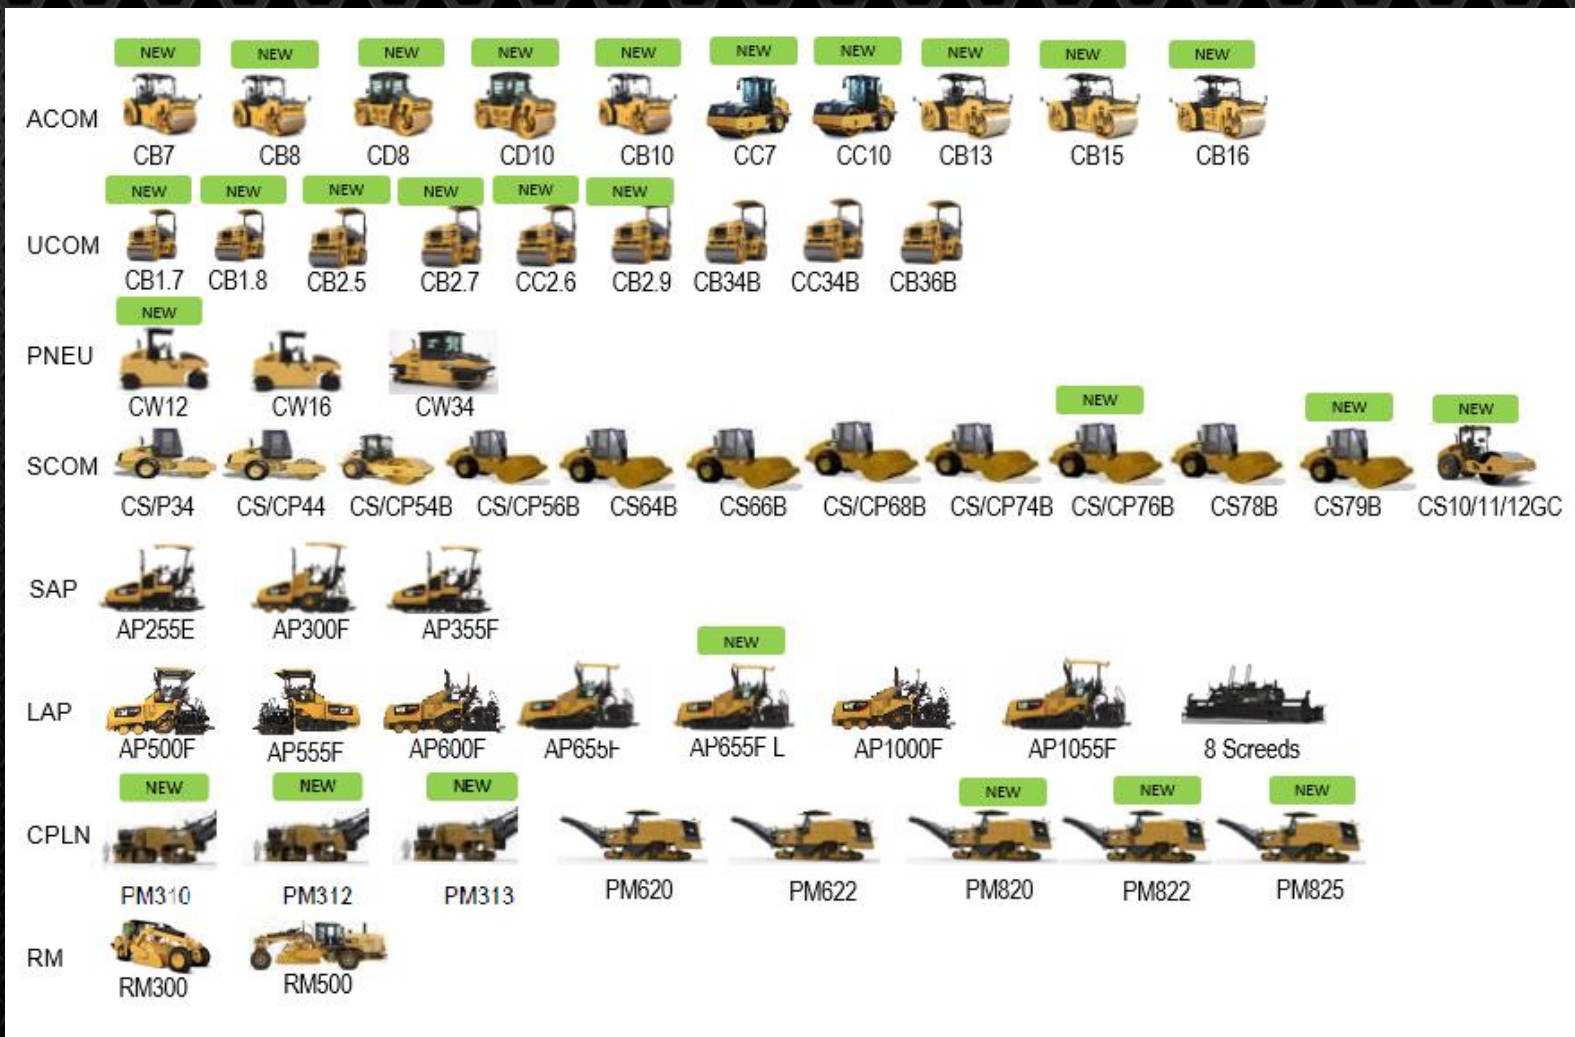 NEW NEW NEW NEW NEW NEW NEW NEW NEW NEW
ACOM
CB7 CB8 CD8 CD10 CB10 CC7 CC10 CB13 CB15 CB16
NEW NEW NEW NEW NEW NEW
UCOM
CB1.7 CB1.8 CB2.5 CB2.7 CC2.6 CB2.9 CB34B CC34B CB36B
NEW
PNEU
CW12 CW16 CW34
NEW NEW NEW
SCOM
CS/P34 CS/CP44 CS/CP54B CS/CP56B CS64B CS66B CS/CP68B CS/CP74B CS/CP76B CS78B CS79B CS10/11/12GC
SAP
AP255E AP300F AP355F
NEW
LAP
AP500F AP555F AP600F AP655F AP655F L AP1000F AP1055F 8 Screeds
NEW NEW NEW NEW NEW NEW
CPLN
PM310 PM312 PM313 PM620 PM622 PM820 PM822 PM825
RM
RM300 RM500